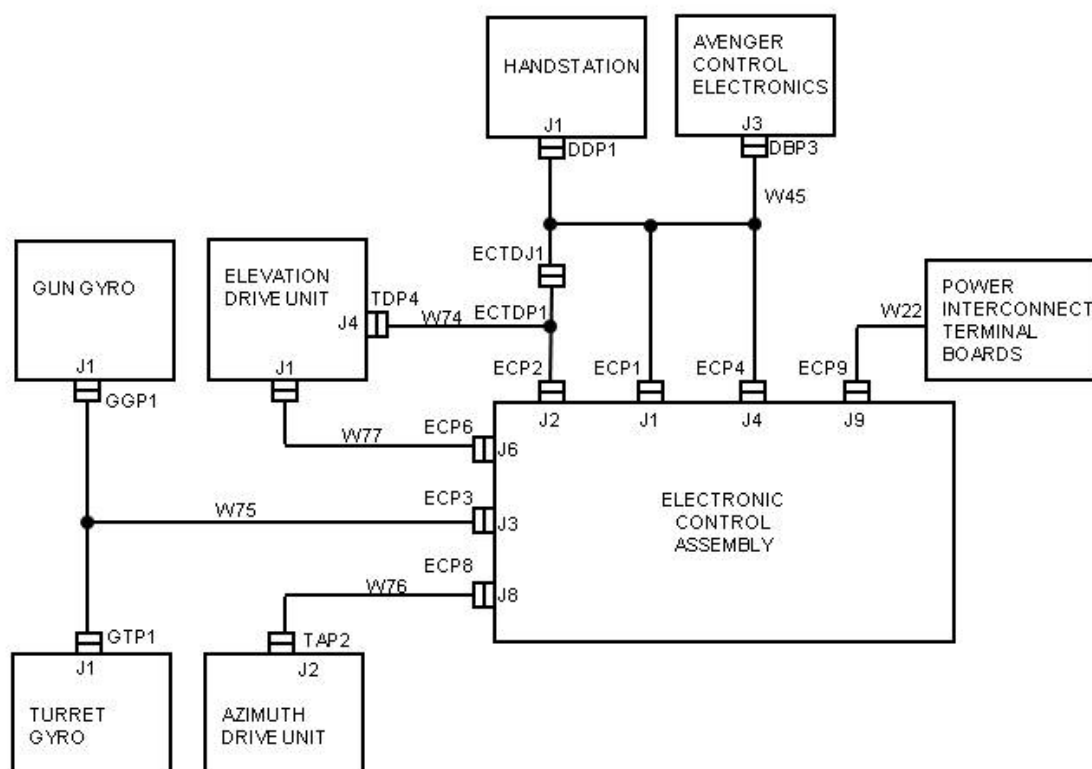 HANDSTATION
J1
DDP1
AVENGER
CONTROL
ELECTRONICS
J3
DBP3
W45
GUN GYRO
J1
GGP1
ELEVATION
DRIVE UNIT
J4
J1
TDP4
W74
ECTDJ1
ECTDP1
POWER
INTERCONNECT
TERMINAL
BOARDS
W22
ECP2
ECP1
ECP4
ECP9
J2
J1
J4
J9
W77
ECP6
J6
W75
ECP3
J3
W76
ECP8
J8
ELECTRONIC
CONTROL
ASSEMBLY
GTP1
J1
TURRET
GYRO
TAP2
J2
AZIMUTH
DRIVE UNIT